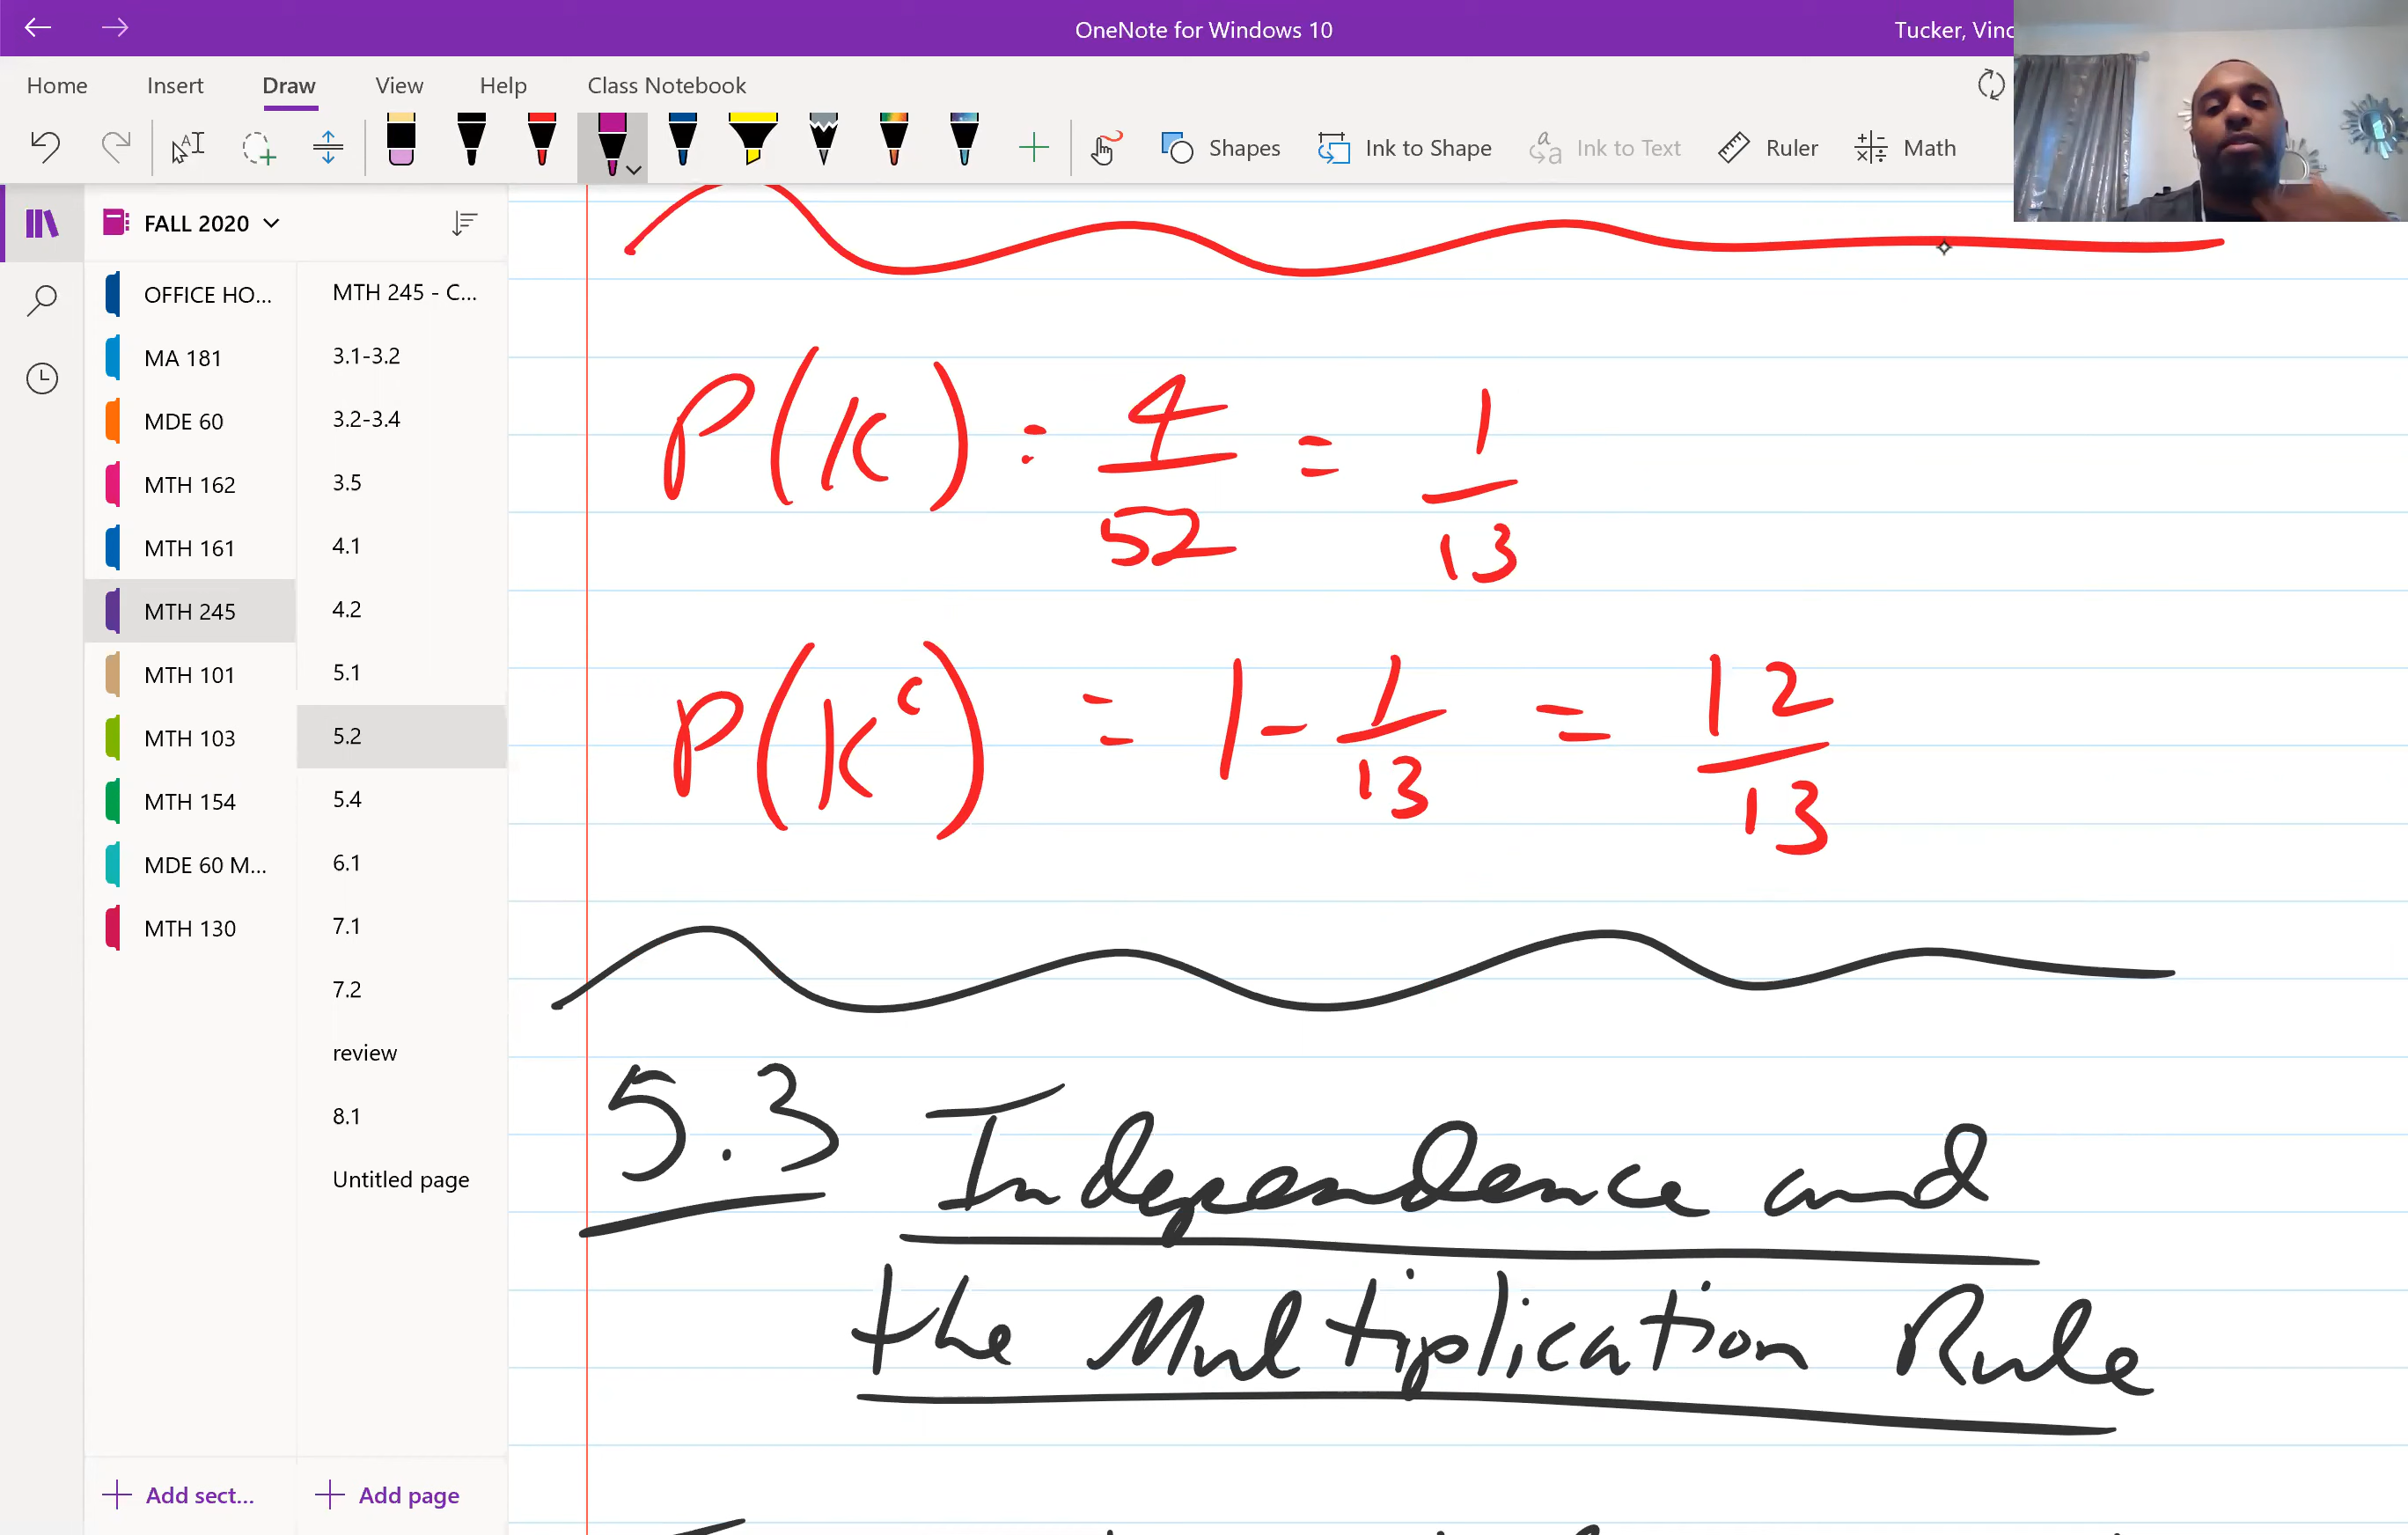 OneNote for Windows 10
Tucker, Vinc
Home Insert Draw View Help Class Notebook
Shapes Ink to Shape Ink to Text Ruler Math
FALL 2020
OFFICE HO...
MA 181
MDE 60
MTH 162
MTH 161
MTH 245
MTH 101
MTH 103
MTH 154
MDE 60 M...
MTH 130
Add sect...
MTH 245 - C...
3.1-3.2
3.2-3.4
3.5
4.1
4.2
5.1
5.2
5.4
6.1
7.1
7.2
review
8.1
Untitled page
Add page
P(K) = 4/52 = 1/13
P(K^c) = 1 - 1/13 = 12/13
5.3 Independence and
the Multiplication Rule